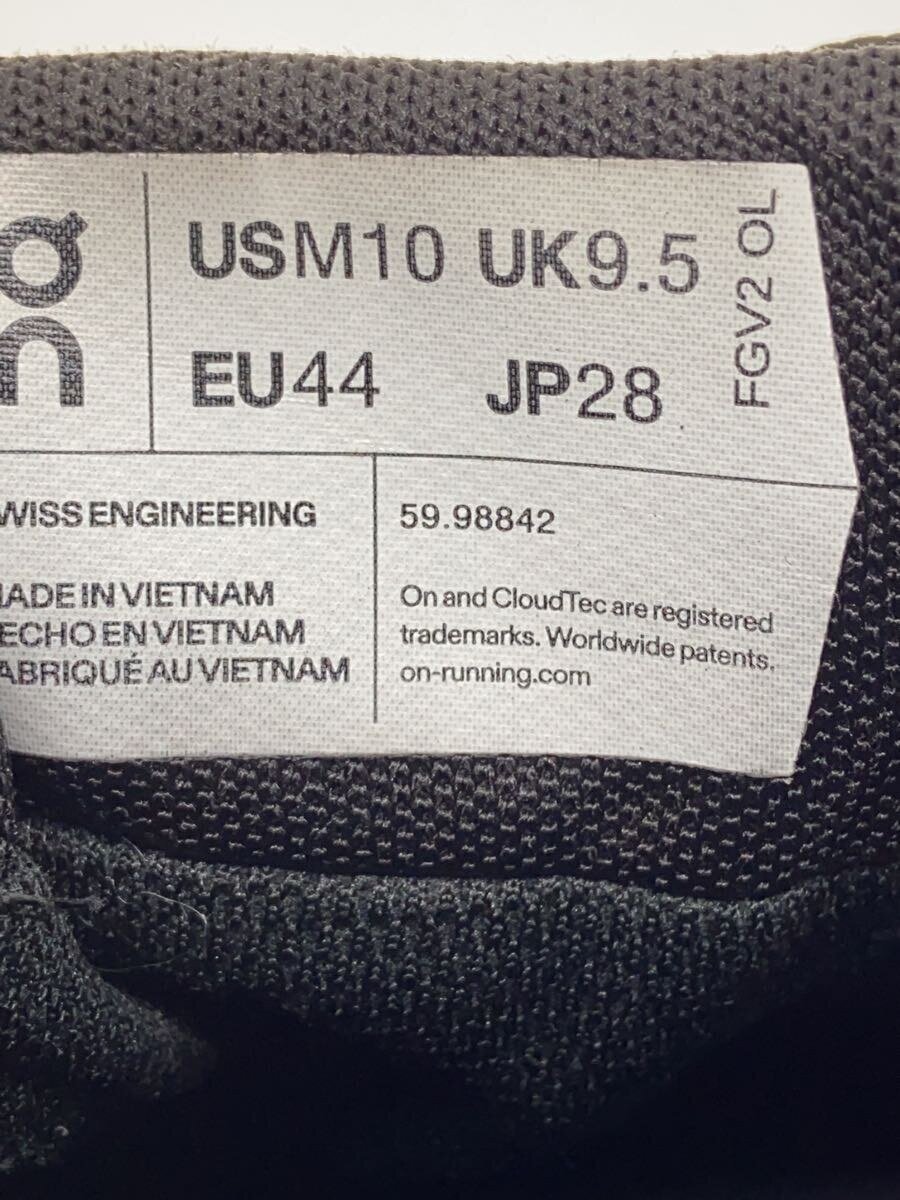 On
USM10 UK9.5
EU44 JP28
FGV2 OL
WISS ENGINEERING
59.98842
ADE IN VIETNAM
ECHO EN VIETNAM
ABRIQUÉ AU VIETNAM
On and CloudTec are registered
trademarks. Worldwide patents.
on-running.com